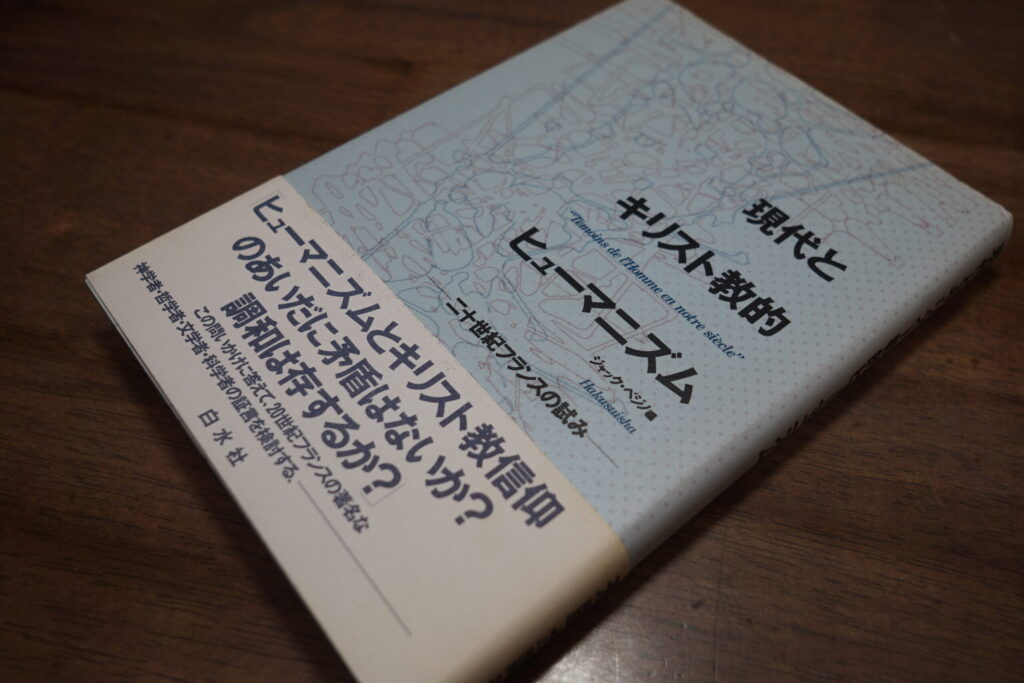 現代と
キリスト教的
"Témoins de l'Homme en notre siècle"
ヒューマニズム
ジャック・ベジノ編
Hakusuisha
二十世紀フランスの試み
「ヒューマニズムとキリスト教信仰
のあいだに矛盾はないか?
調和は存するか?」
この問いかけに答えて、20世紀フランスの著名な
神学者・哲学者・文学者・科学者の証言を検討する。
白水社